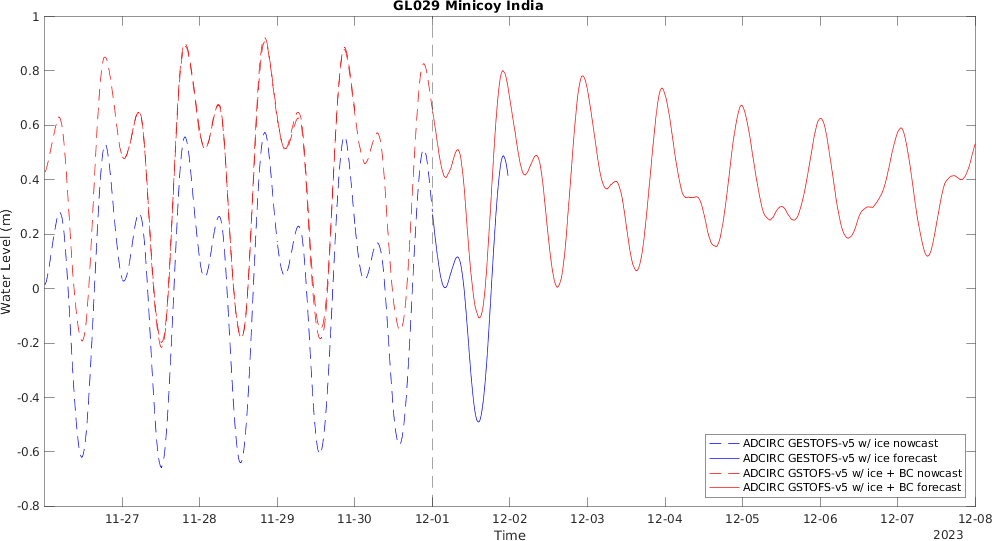 GL029 Minicoy India
1
0.8
0.6
0.4
0.2
0
-0.2
-0.4
-0.6
-0.8
Water Level (m)
ADCIRC GESTOFS-v5 w/ ice nowcast
ADCIRC GESTOFS-v5 w/ ice forecast
ADCIRC GSTOFS-v5 w/ ice + BC nowcast
ADCIRC GSTOFS-v5 w/ ice + BC forecast
11-27 11-28 11-29 11-30 12-01 12-02 12-03 12-04 12-05 12-06 12-07 12-08
Time
2023